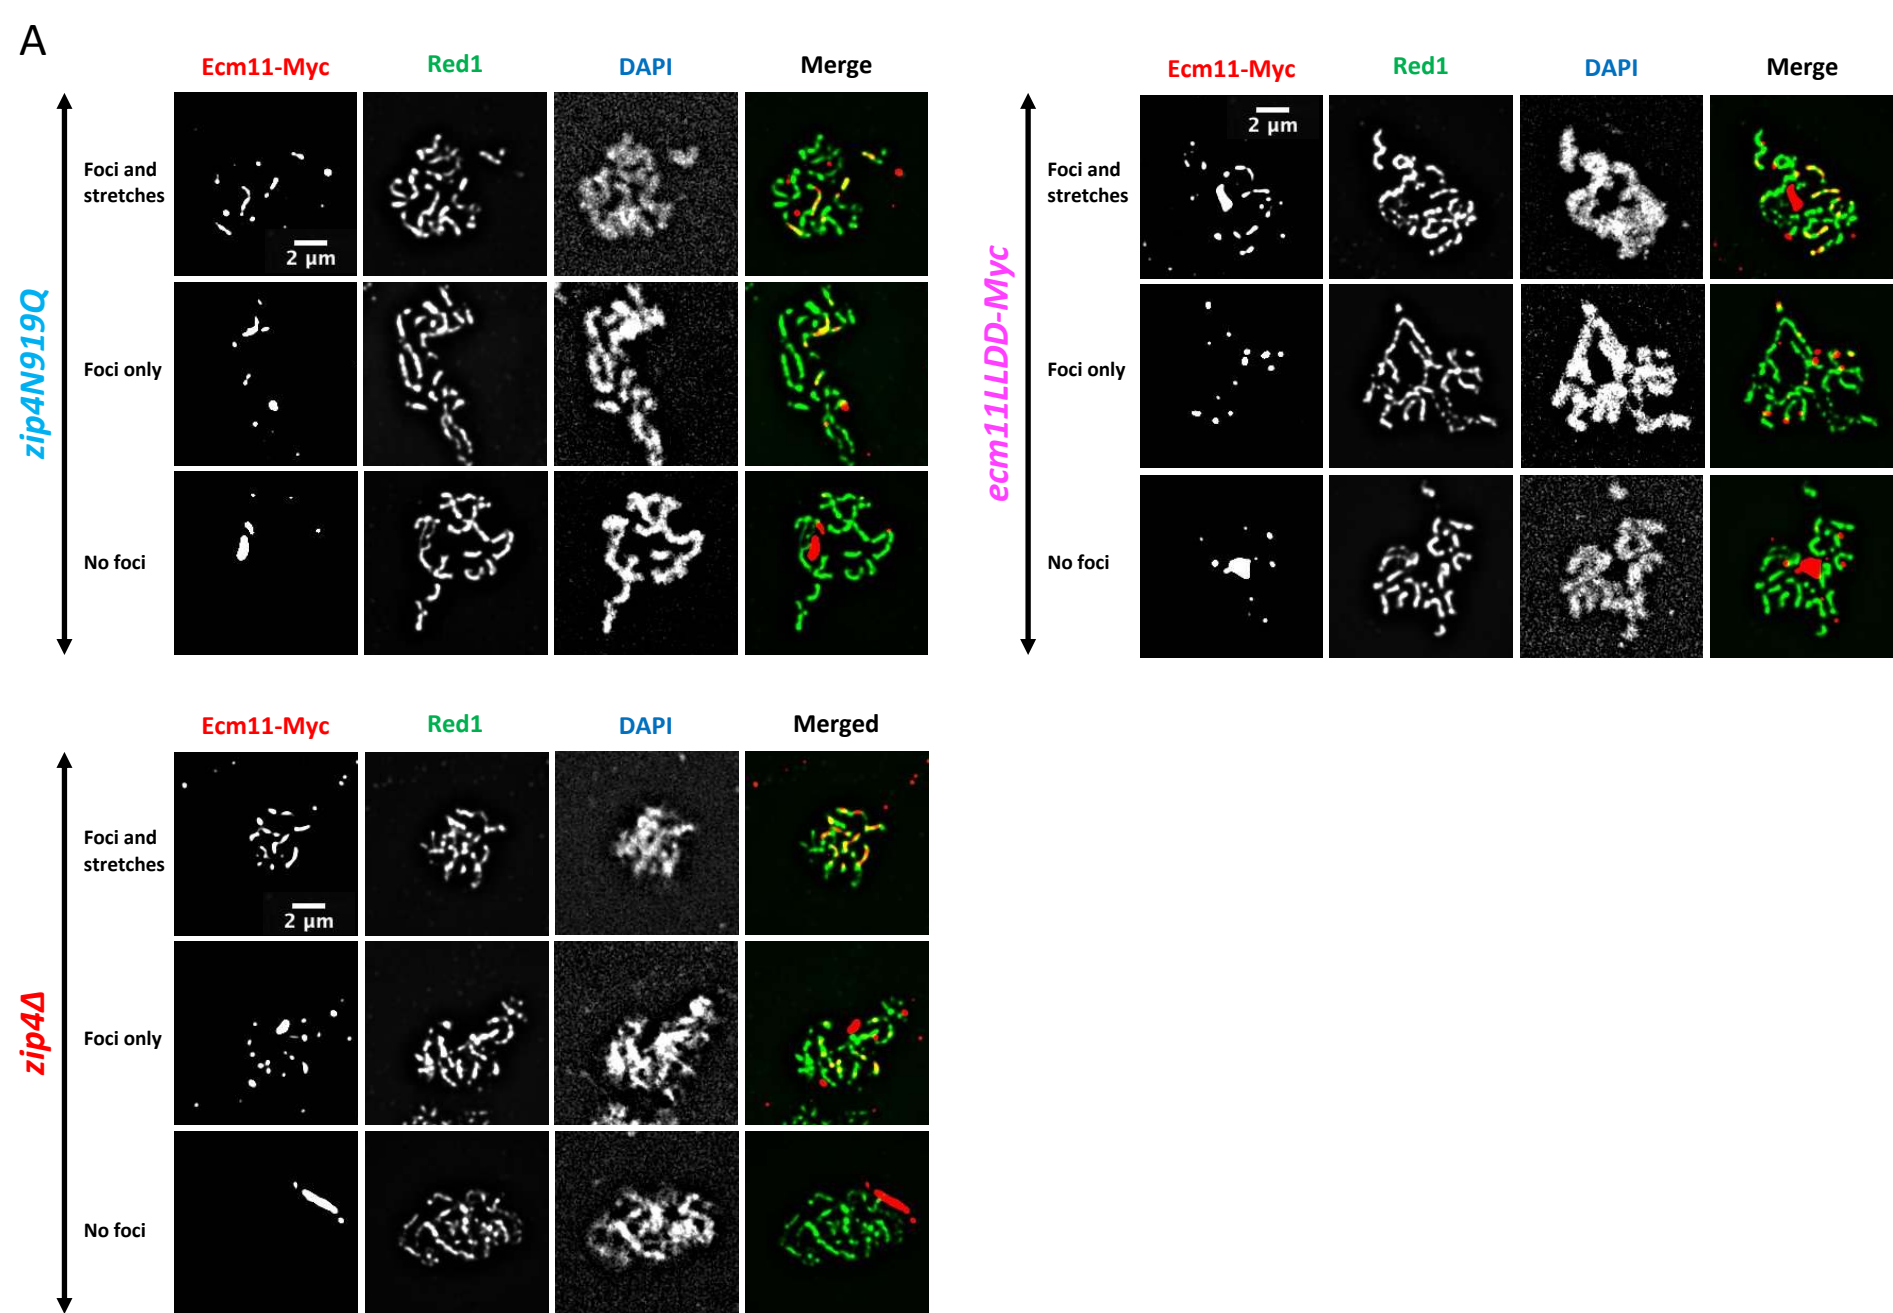 A
Ecm11-Myc Red1 DAPI Merge
zip4N919Q
Foci and
stretches
2 μm
Foci only
No foci
Ecm11-Myc Red1 DAPI Merge
ecm11LLDD-Myc
2 μm
Foci and
stretches
Foci only
No foci
Ecm11-Myc Red1 DAPI Merged
zip4Δ
Foci and
stretches
2 μm
Foci only
No foci